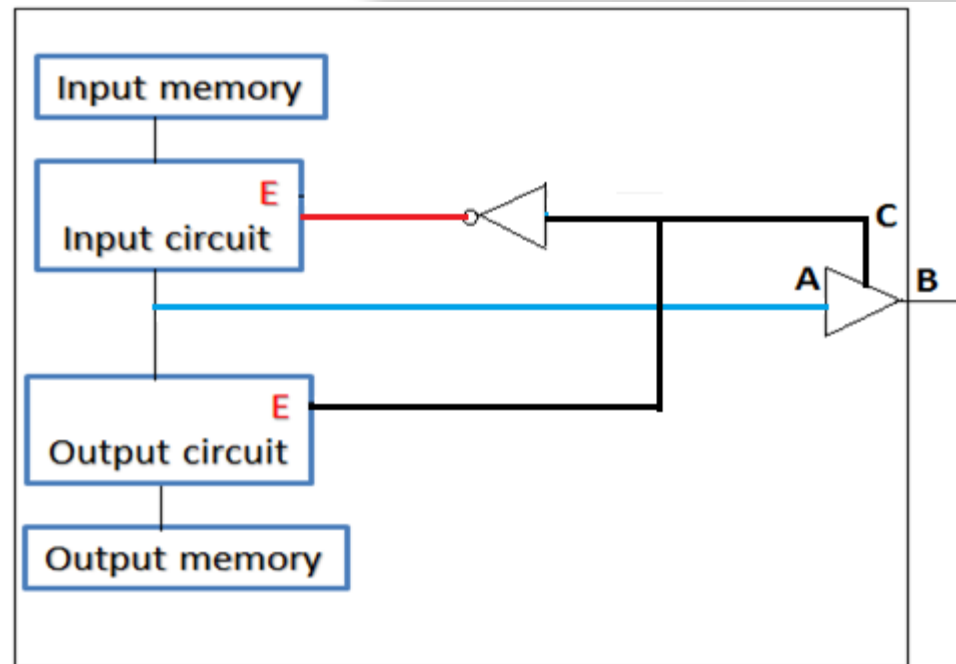 Input memory
E
Input circuit
C
A
B
E
Output circuit
Output memory